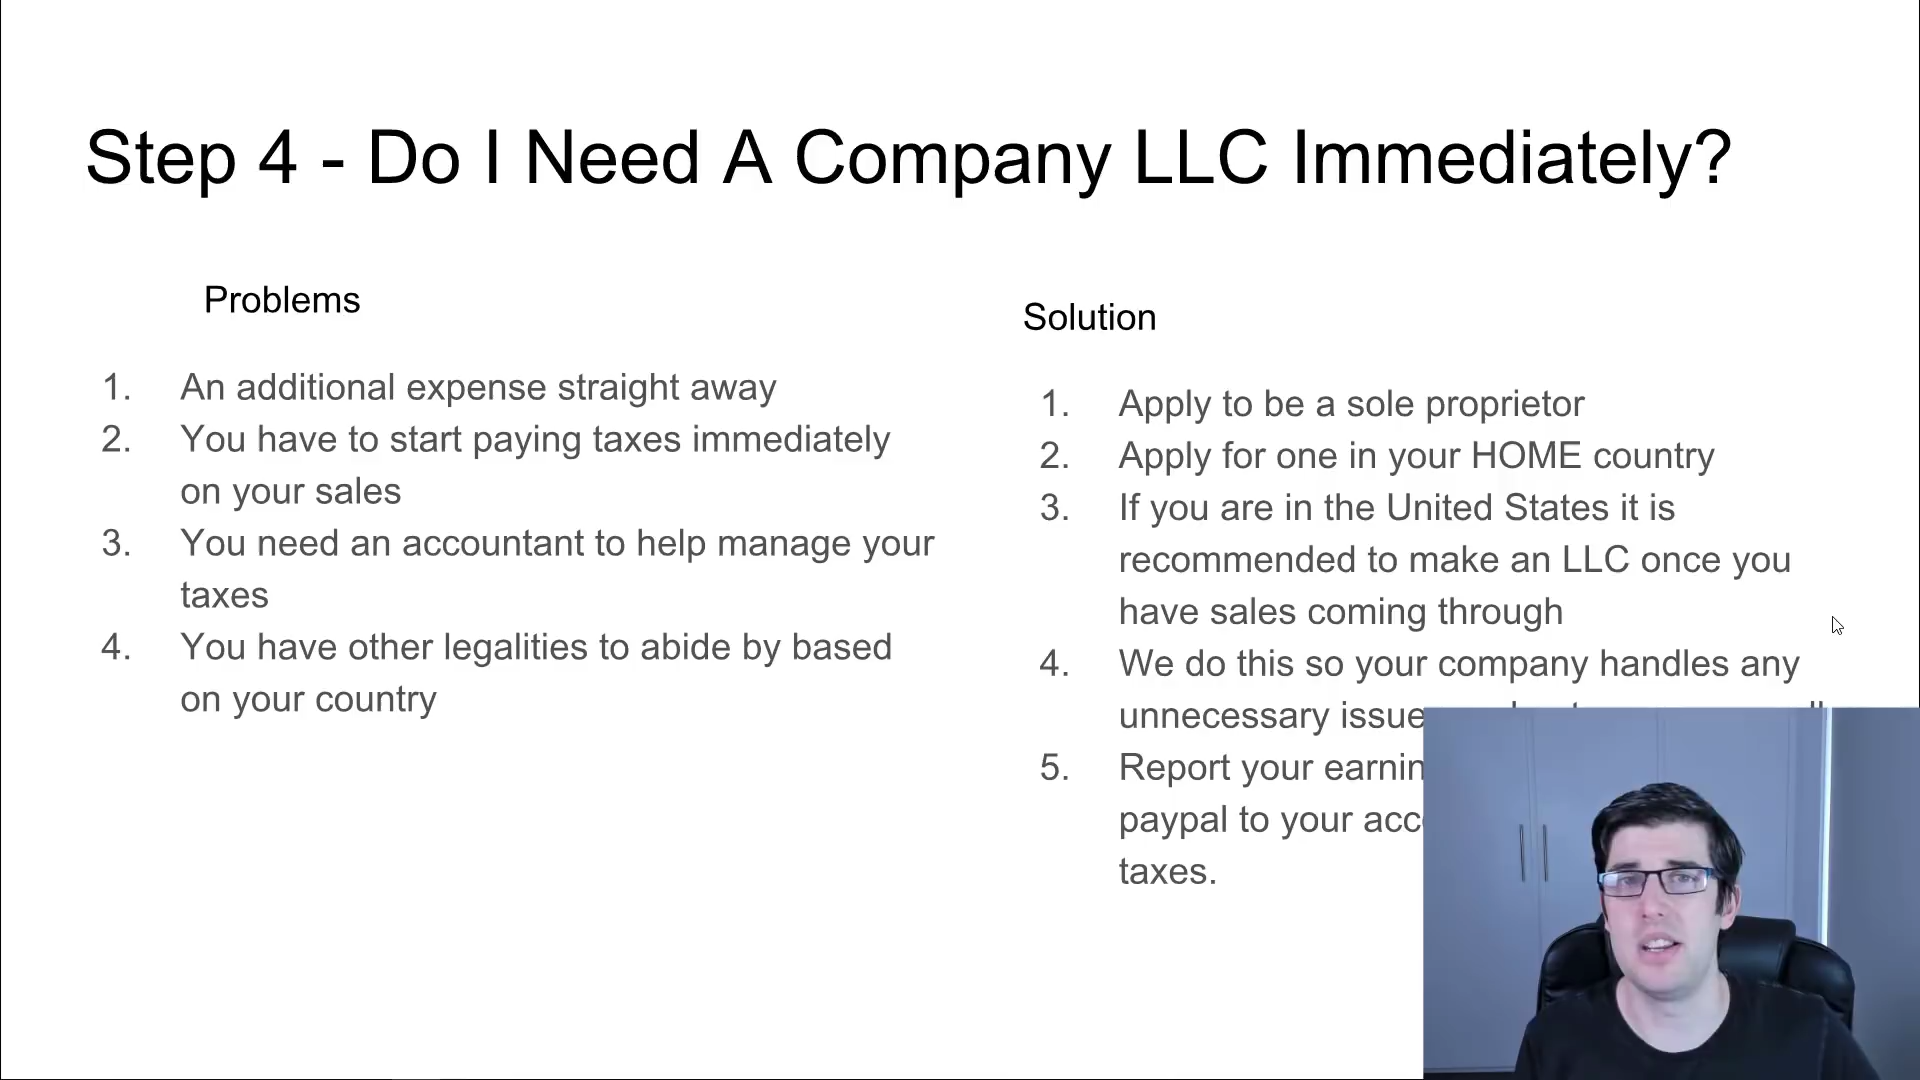 Step 4 - Do I Need A Company LLC Immediately?
Problems
1. An additional expense straight away
2. You have to start paying taxes immediately
on your sales
3. You need an accountant to help manage your
taxes
4. You have other legalities to abide by based
on your country
Solution
1. Apply to be a sole proprietor
2. Apply for one in your HOME country
3. If you are in the United States it is
recommended to make an LLC once you
have sales coming through
4. We do this so your company handles any
unnecessary
5. Report your
paypal to your
taxes.